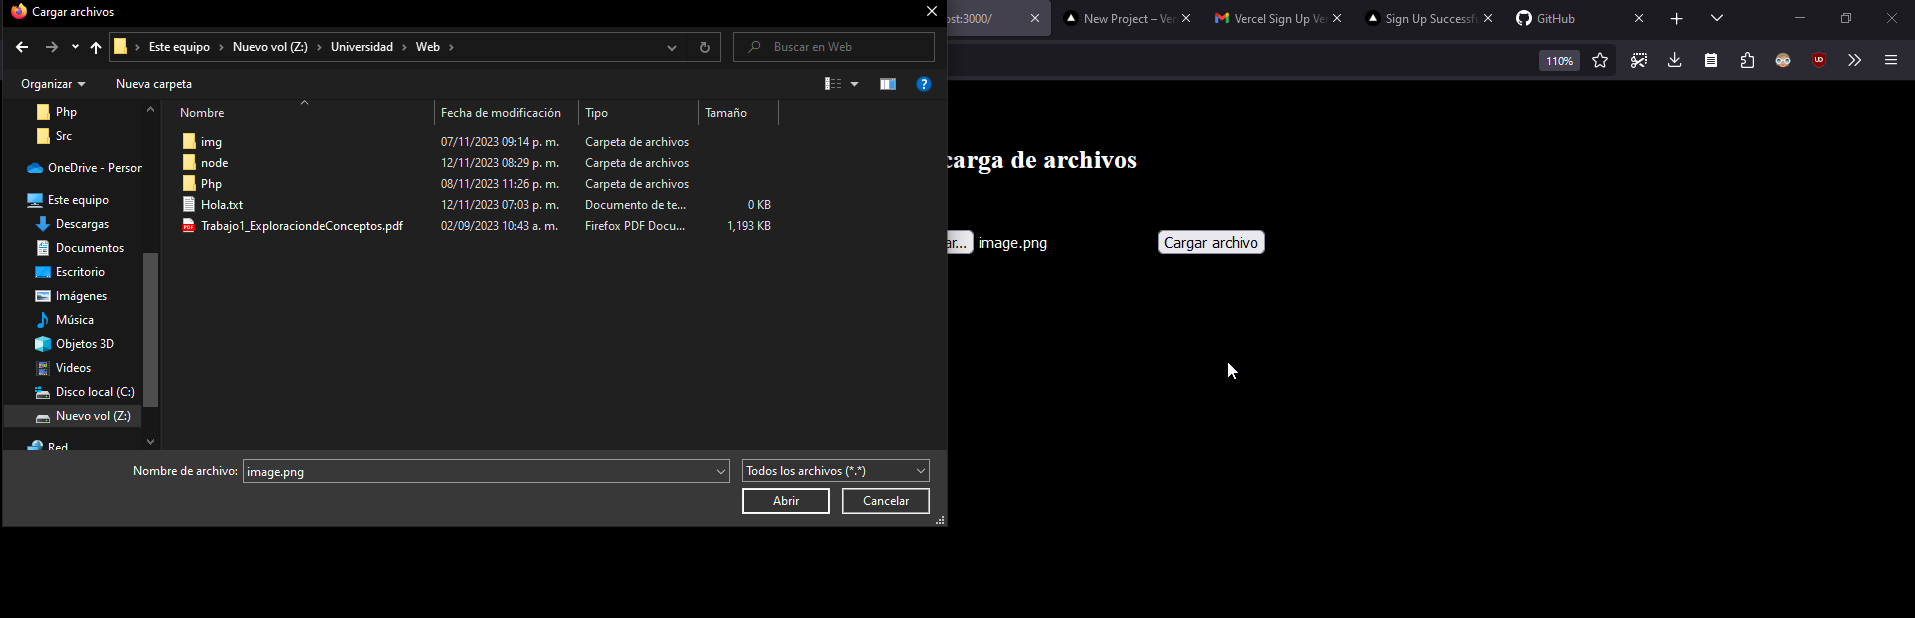 Cargar archivos
ost:3000/
New Project – Ver
Vercel Sign Up Ver
Sign Up Successfu
GitHub
Este equipo
Nuevo vol (Z:)
Universidad
Web
Buscar en Web
110%
Organizar
Nueva carpeta
Nombre
Fecha de modificación
Tipo
Tamaño
Php
Src
OneDrive - Person
Este equipo
Descargas
Documentos
Escritorio
Imágenes
Música
Objetos 3D
Videos
Disco local (C:)
Nuevo vol (Z:)
Red
img 07/11/2023 09:14 p. m. Carpeta de archivos
node 12/11/2023 08:29 p. m. Carpeta de archivos
Php 08/11/2023 11:26 p. m. Carpeta de archivos
Hola.txt 12/11/2023 07:03 p. m. Documento de te... 0 KB
PDF Trabajo1_ExploraciondeConceptos.pdf 02/09/2023 10:43 a. m. Firefox PDF Docu... 1,193 KB
Nombre de archivo: image.png
Todos los archivos (*.*)
Abrir
Cancelar
carga de archivos
ar... image.png
Cargar archivo